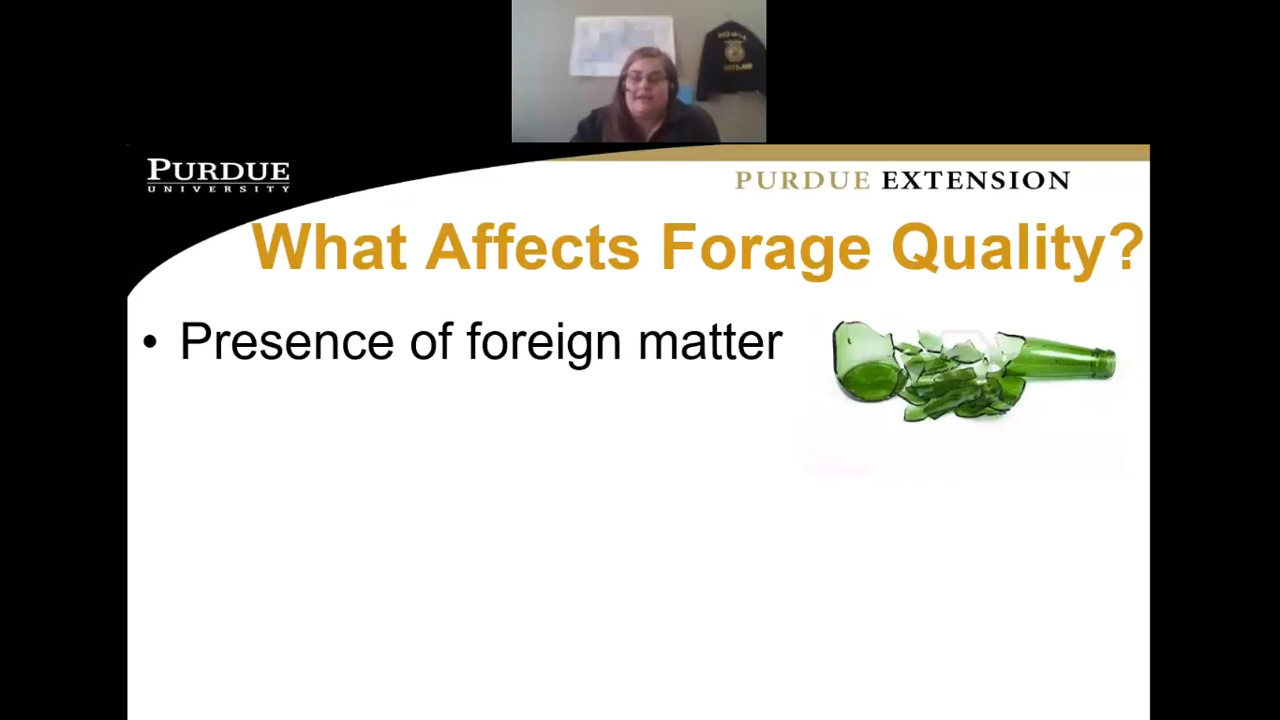 PURDUE
UNIVERSITY
PURDUE EXTENSION
What Affects Forage Quality?
• Presence of foreign matter